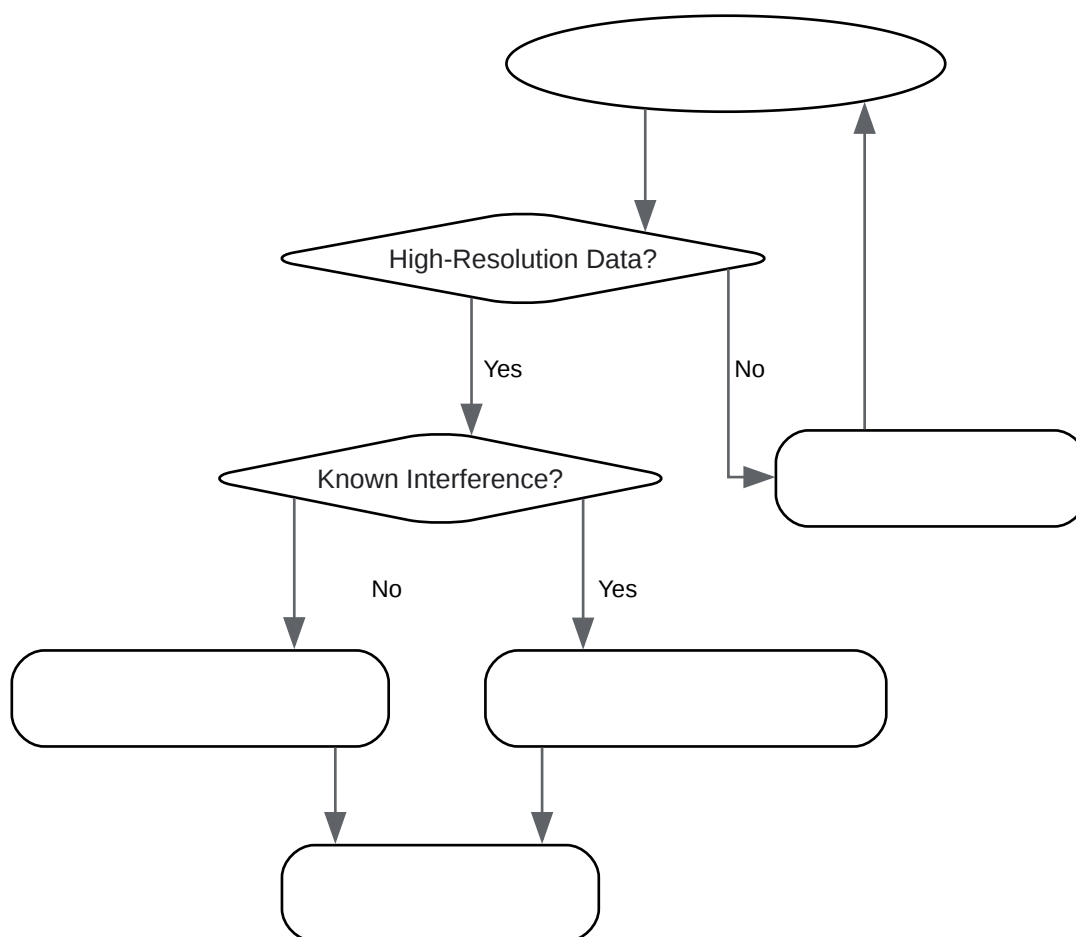 High-Resolution Data?
Yes
No
Known Interference?
No
Yes